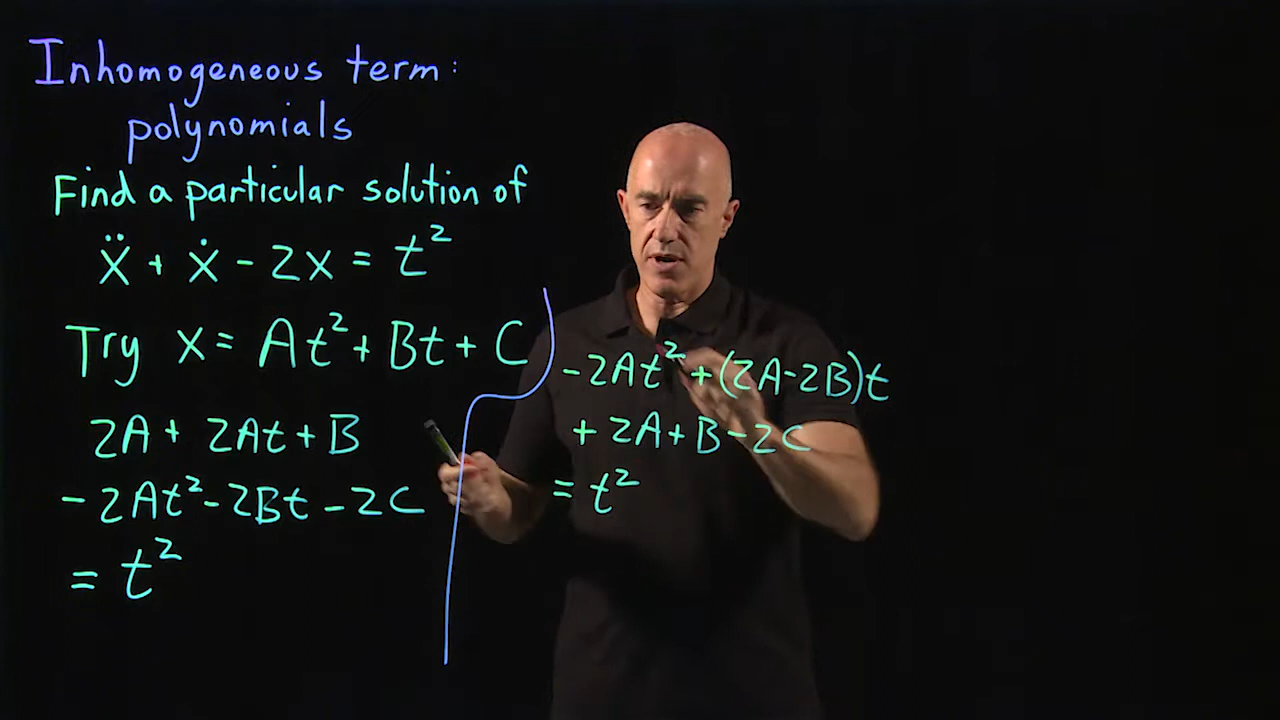 Inhomogeneous term:
polynomials
Find a particular solution of
ẍ + ẋ - 2x = t²
Try x = At² + Bt + C
2A + 2At + B
- 2At² - 2Bt - 2C
= t²
- 2At² + (2A - 2B)t
+ 2A + B - 2C
= t²